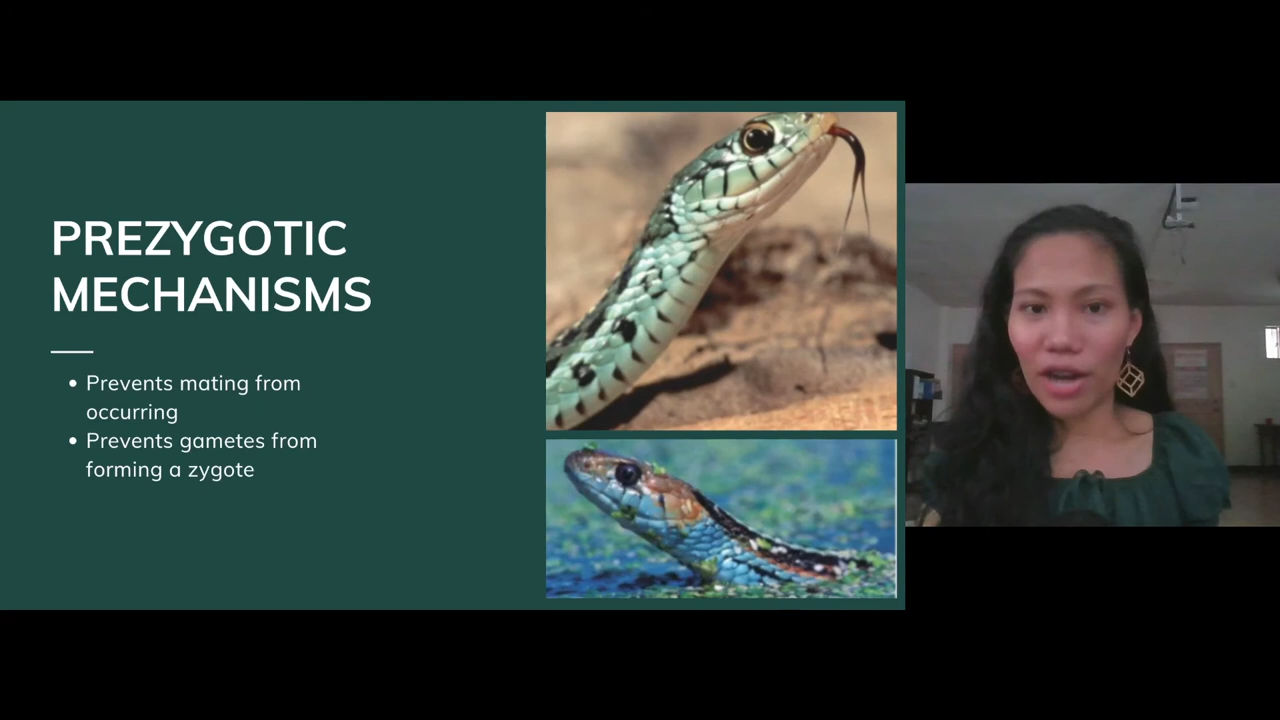 PREZYGOTIC
MECHANISMS
• Prevents mating from
occurring
• Prevents gametes from
forming a zygote